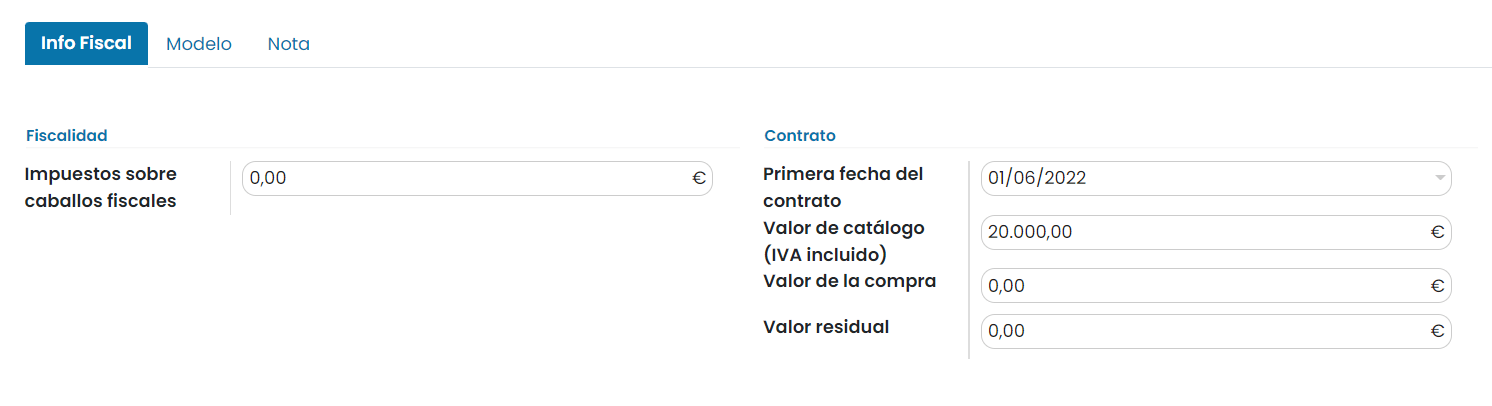 Info Fiscal
Modelo
Nota
Fiscalidad
Impuestos sobre
caballos fiscales
0,00 €
Contrato
Primera fecha del
contrato
01/06/2022
Valor de catálogo
(IVA incluido)
20.000,00 €
Valor de la compra
0,00 €
Valor residual
0,00 €